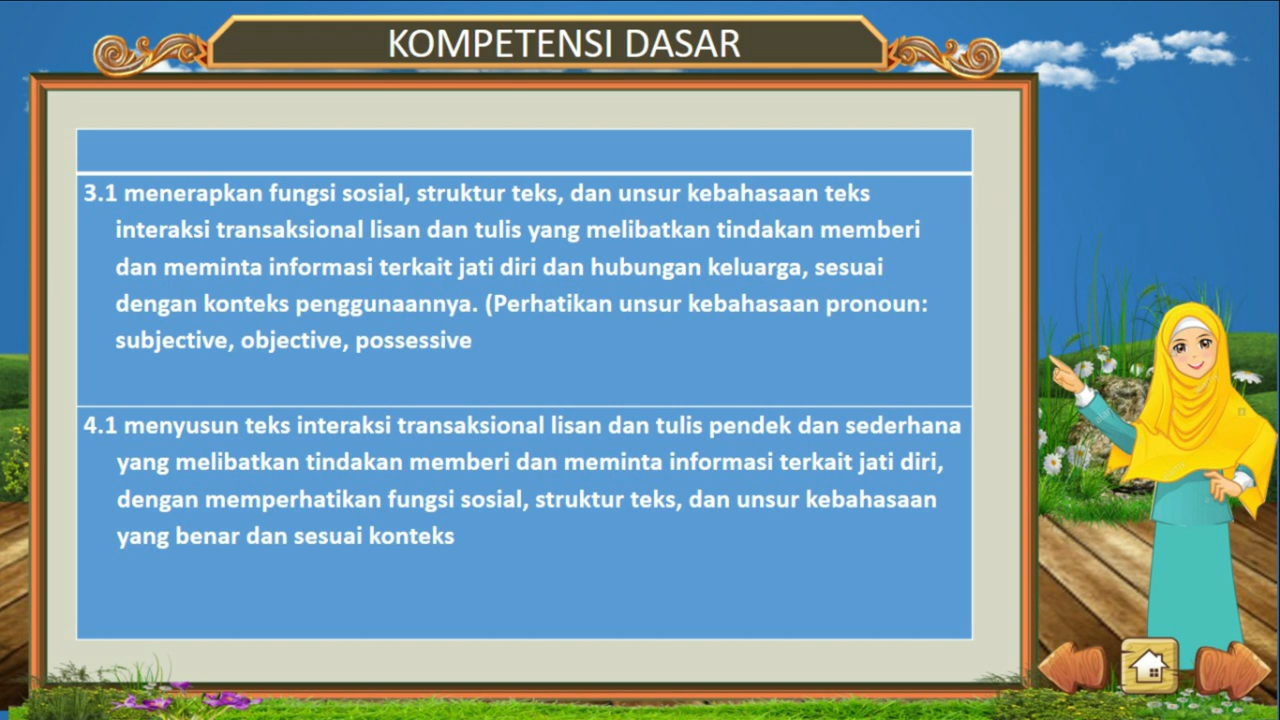 KOMPETENSI DASAR
3.1 menerapkan fungsi sosial, struktur teks, dan unsur kebahasaan teks
interaksi transaksional lisan dan tulis yang melibatkan tindakan memberi
dan meminta informasi terkait jati diri dan hubungan keluarga, sesuai
dengan konteks penggunaannya. (Perhatikan unsur kebahasaan pronoun:
subjective, objective, possessive
4.1 menyusun teks interaksi transaksional lisan dan tulis pendek dan sederhana
yang melibatkan tindakan memberi dan meminta informasi terkait jati diri,
dengan memperhatikan fungsi sosial, struktur teks, dan unsur kebahasaan
yang benar dan sesuai konteks